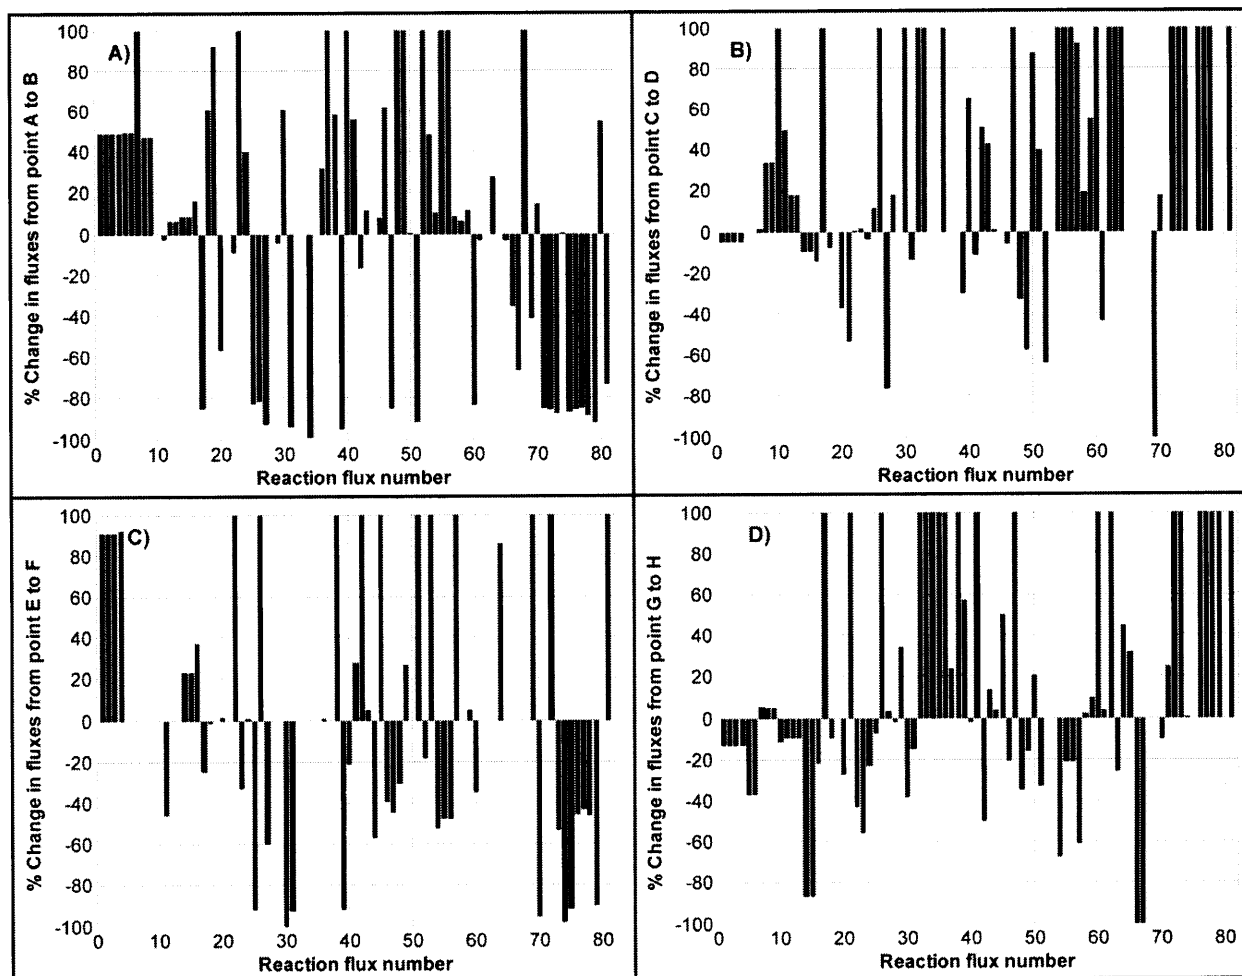 A)
% Change in fluxes from point A to B
100
80
60
40
20
0
-20
-40
-60
-80
-100
0 10 20 30 40 50 60 70 80
Reaction flux number
B)
% Change in fluxes from point C to D
100
80
60
40
20
0
-20
-40
-60
-80
-100
0 10 20 30 40 50 60 70 80
Reaction flux number
C)
% Change in fluxes from point E to F
100
80
60
40
20
0
-20
-40
-60
-80
-100
0 10 20 30 40 50 60 70 80
Reaction flux number
D)
% Change in fluxes from point G to H
100
80
60
40
20
0
-20
-40
-60
-80
-100
0 10 20 30 40 50 60 70 80
Reaction flux number